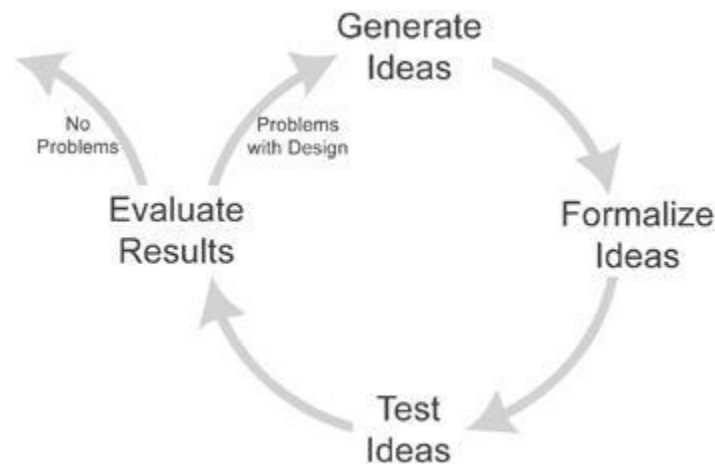 Generate
Ideas
No
Problems
Problems
with Design
Evaluate
Results
Formalize
Ideas
Test
Ideas